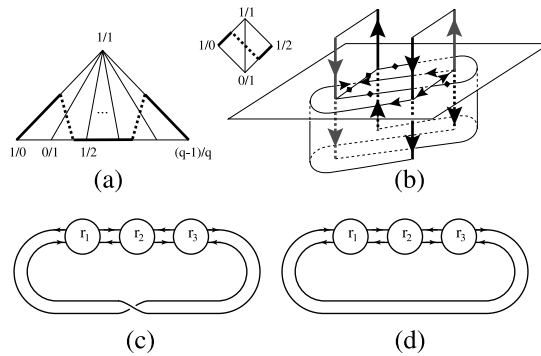 1/1
1/0
1/2
0/1
1/1
...
1/0 0/1 1/2 (q-1)/q
(a) (b)
r1 r2 r3 r1 r2 r3
(c) (d)